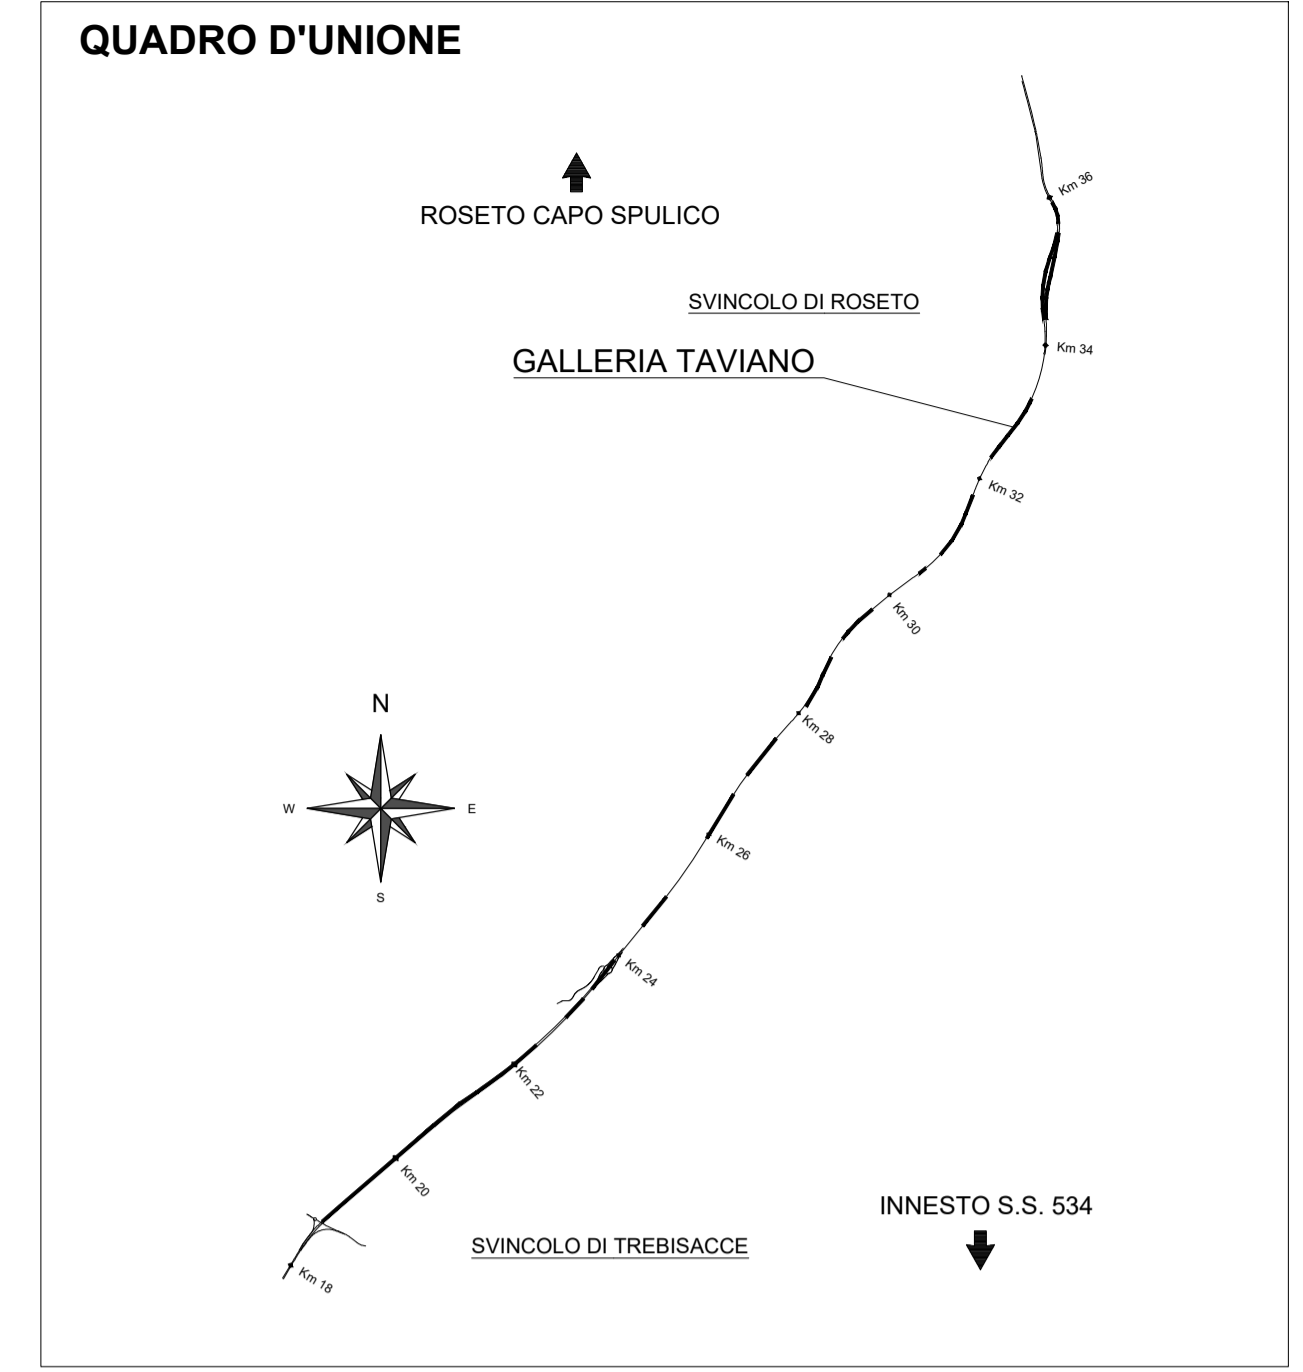 QUADRO D'UNIONE
Km 36
ROSETO CAPO SPULICO
SVINCOLO DI ROSETO
Km 34
GALLERIA TAVIANO
Km 32
Km 30
N
Km 28
W
E
Km 26
S
Km 24
Km 22
Km 20
INNESTO S.S. 534
SVINCOLO DI TREBISACCE
Km 18